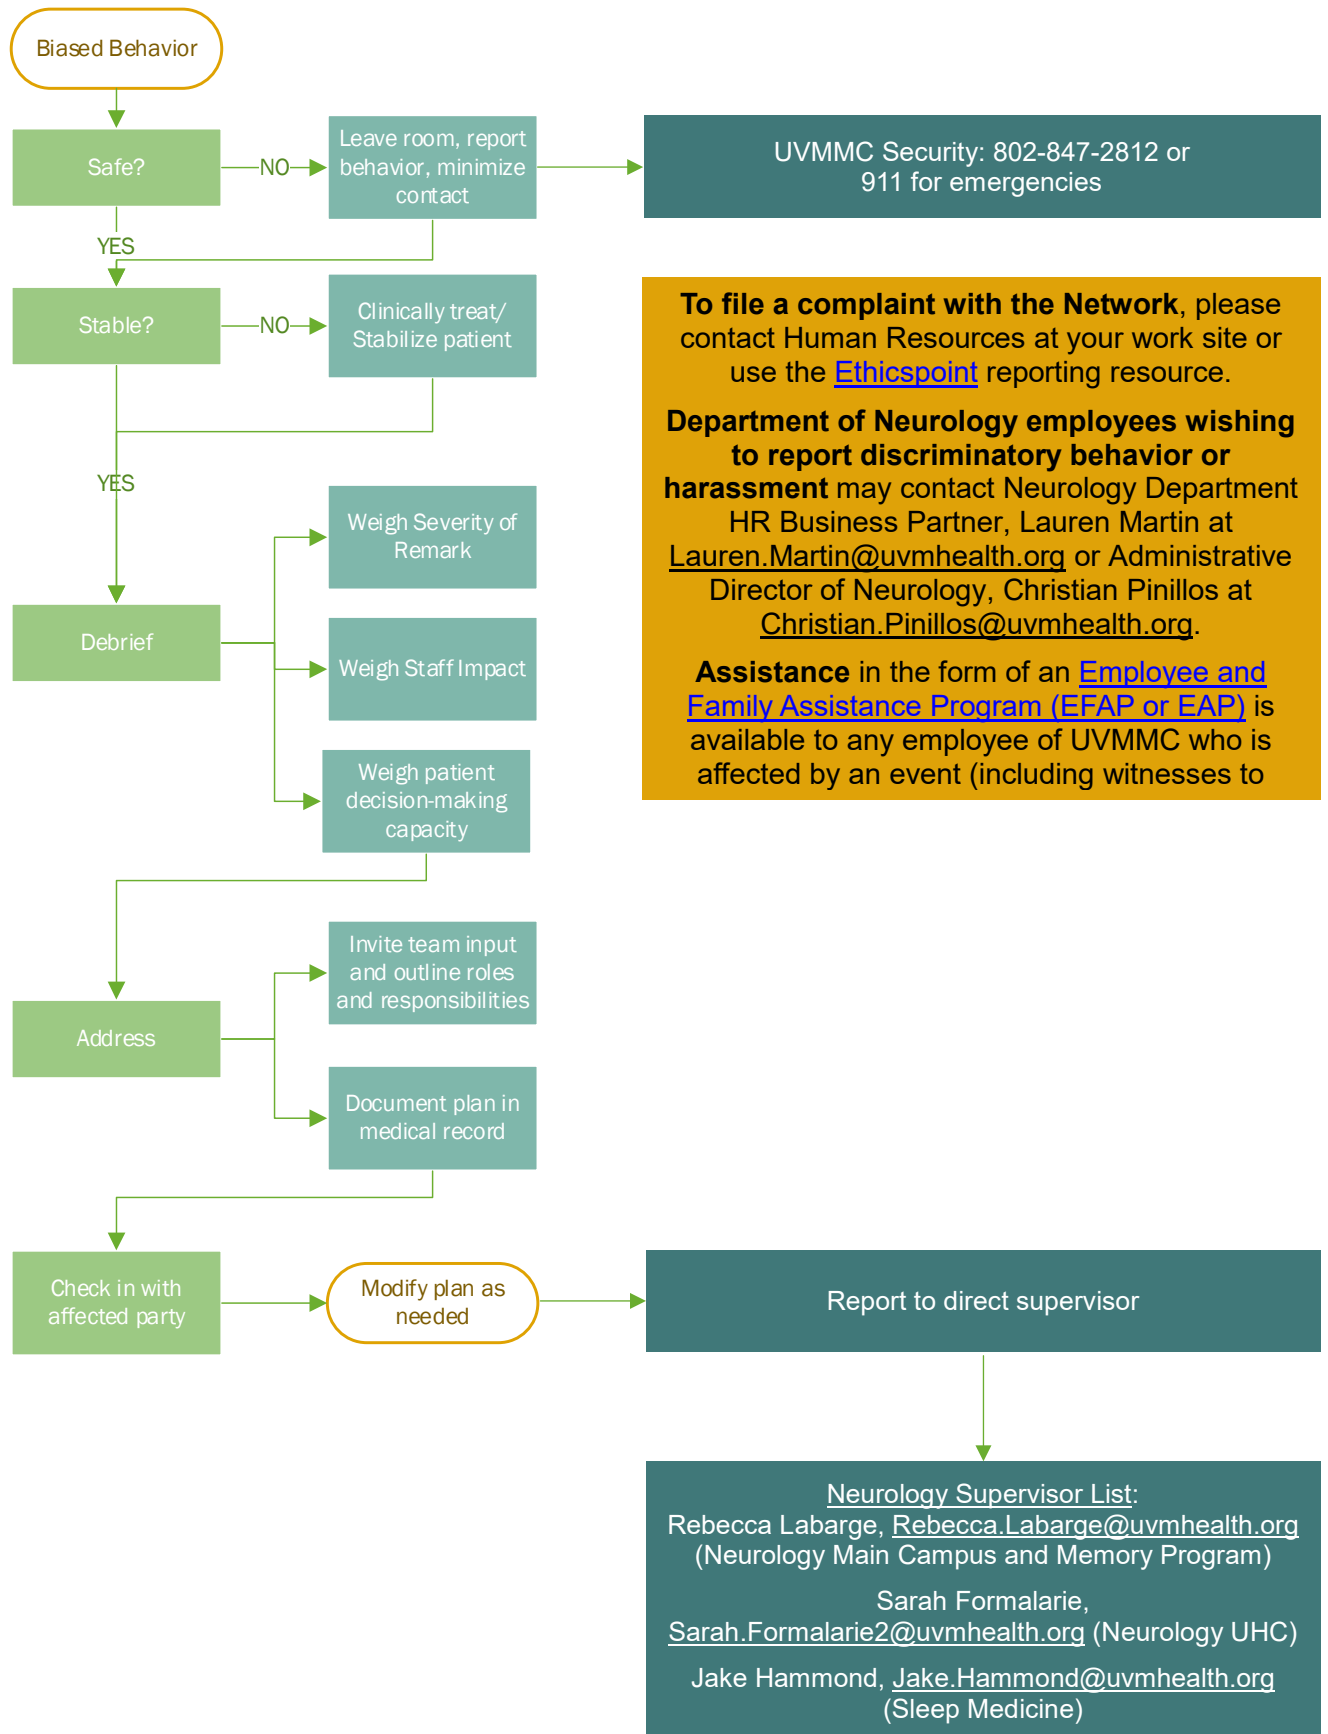 Biased Behavior
Safe?
NO
Leave room, report
behavior, minimize
contact
UVMMC Security: 802-847-2812 or
911 for emergencies
YES
Stable?
NO
Clinically treat/
Stabilize patient
To file a complaint with the Network, please
contact Human Resources at your work site or
use the Ethicspoint reporting resource.
Department of Neurology employees wishing
to report discriminatory behavior or
harassment may contact Neurology Department
HR Business Partner, Lauren Martin at
Lauren.Martin@uvmhealth.org or Administrative
Director of Neurology, Christian Pinillos at
Christian.Pinillos@uvmhealth.org.
Assistance in the form of an Employee and
Family Assistance Program (EFAP or EAP) is
available to any employee of UVMMC who is
affected by an event (including witnesses to
YES
Debrief
Weigh Severity of
Remark
Weigh Staff Impact
Weigh patient
decision-making
capacity
Address
Invite team input
and outline roles
and responsibilities
Document plan in
medical record
Check in with
affected party
Modify plan as
needed
Report to direct supervisor
Neurology Supervisor List:
Rebecca Labarge, Rebecca.Labarge@uvmhealth.org
(Neurology Main Campus and Memory Program)
Sarah Formalarie,
Sarah.Formalarie2@uvmhealth.org (Neurology UHC)
Jake Hammond, Jake.Hammond@uvmhealth.org
(Sleep Medicine)